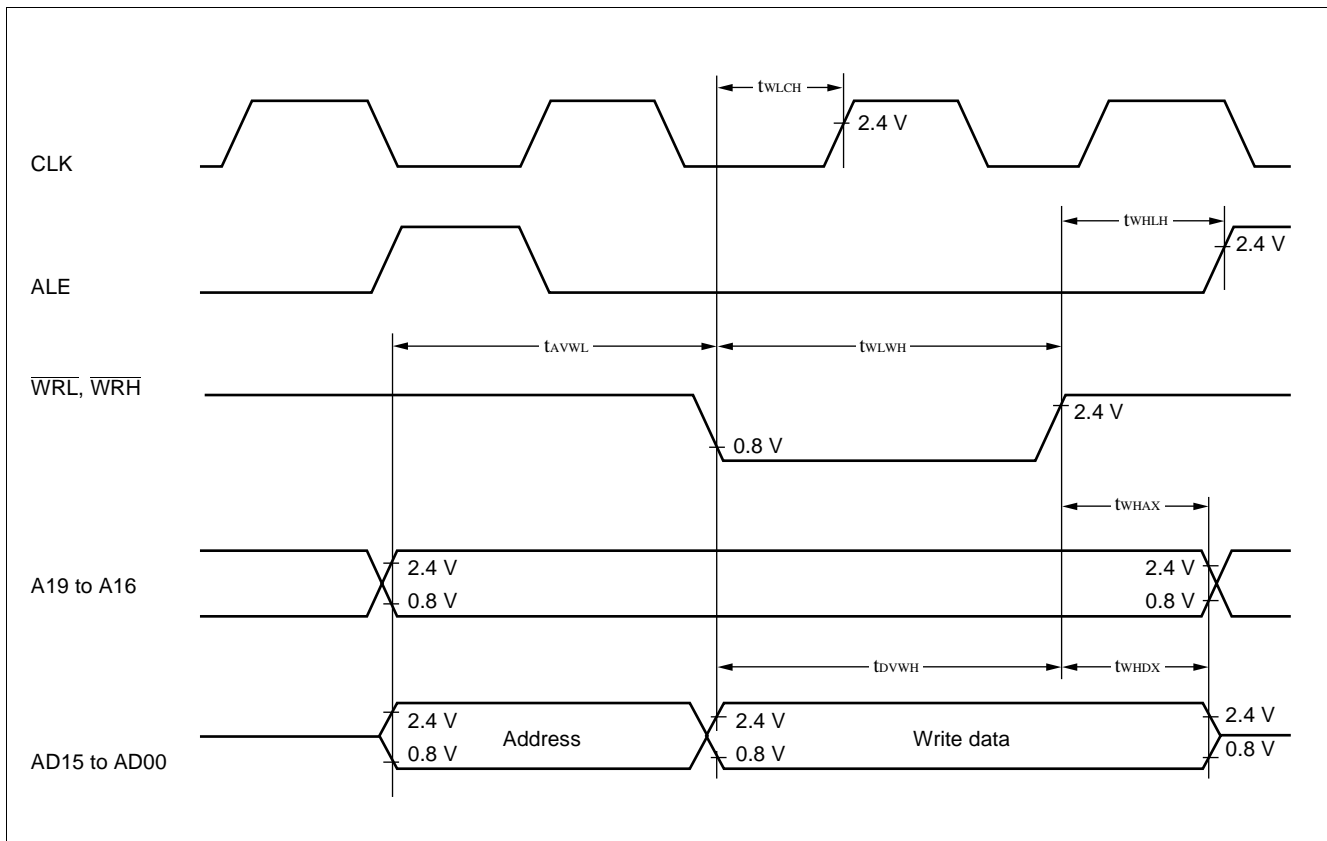 tWLCH
2.4 V
CLK
tWHLH
2.4 V
ALE
tAVWL
tWLWH
WRL, WRH
2.4 V
0.8 V
tWHAX
2.4 V
2.4 V
A19 to A16
0.8 V
0.8 V
tDVWH
tWHDX
2.4 V
2.4 V
2.4 V
Address
Write data
AD15 to AD00
0.8 V
0.8 V
0.8 V